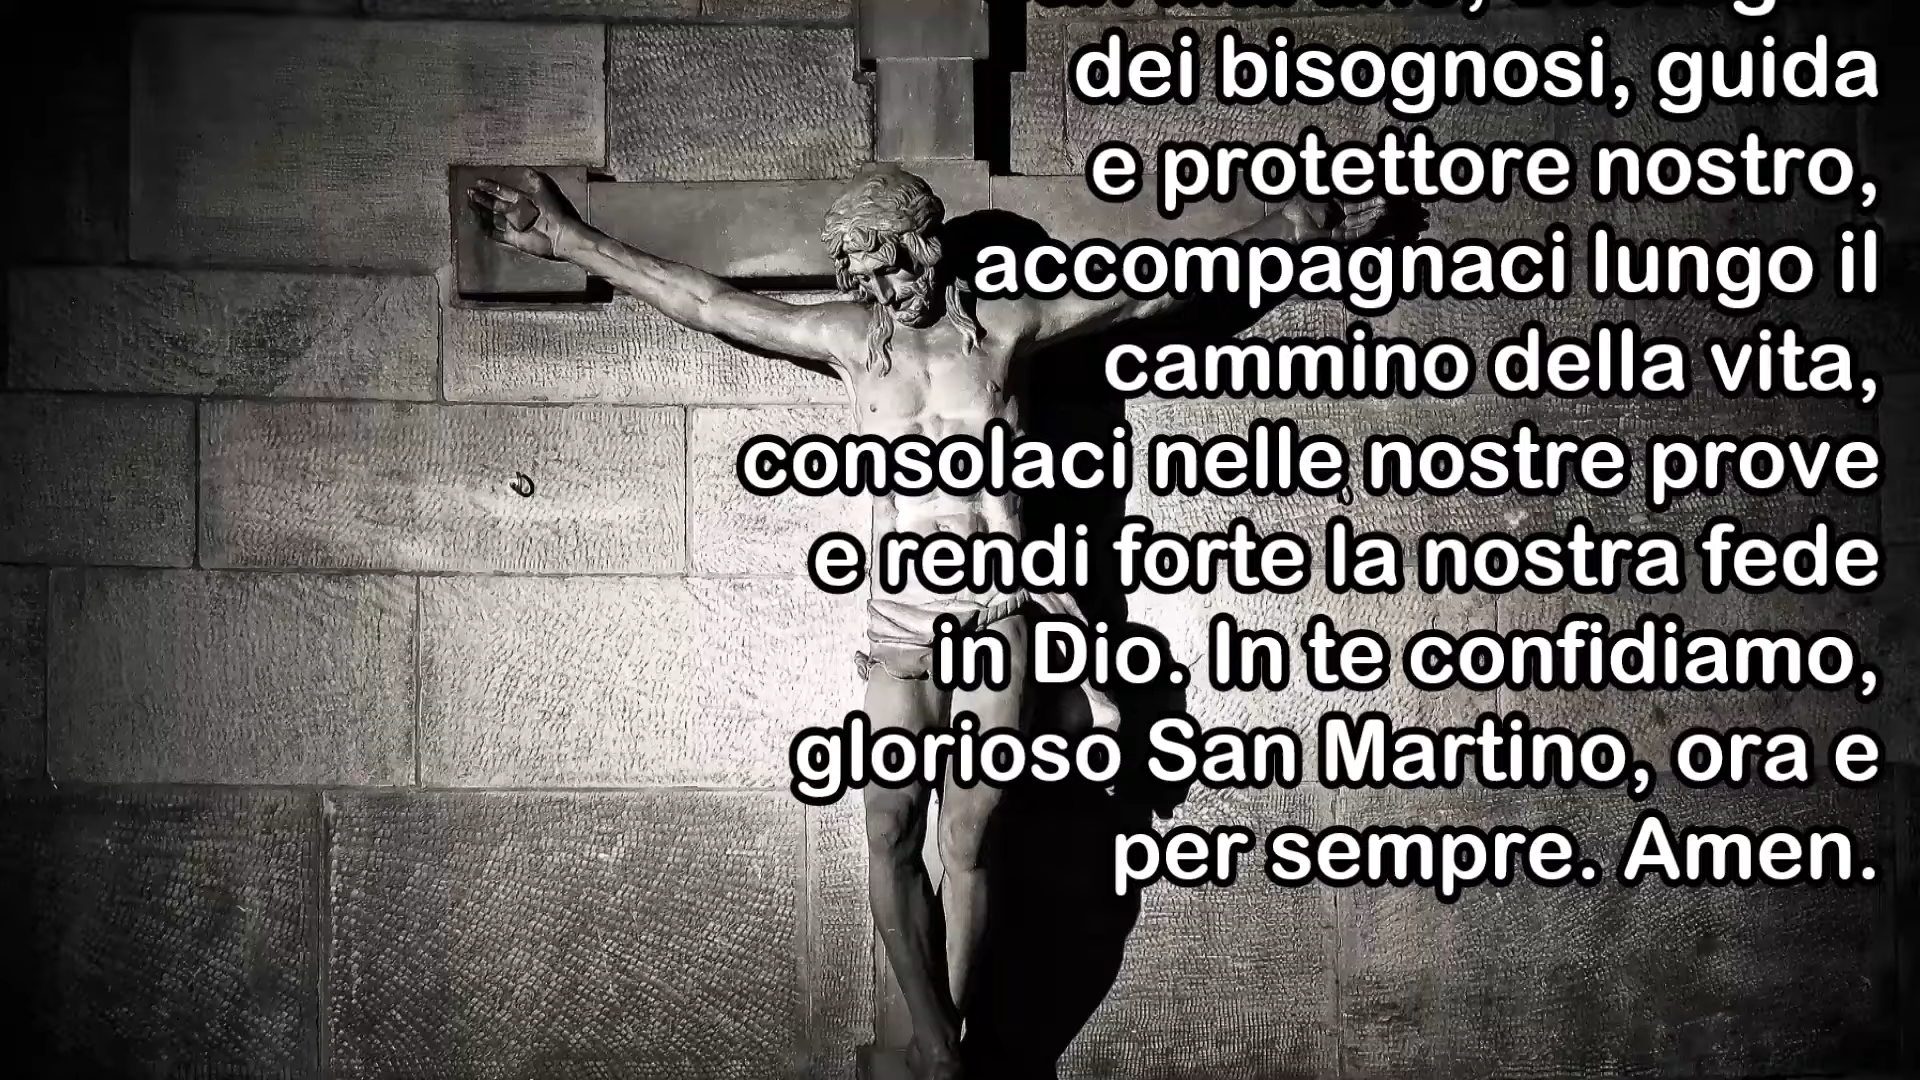 dei bisognosi, guida
e protettore nostro,
accompagnaci lungo il
cammino della vita,
consolaci nelle nostre prove
e rendi forte la nostra fede
in Dio. In te confidiamo,
glorioso San Martino, ora e
per sempre. Amen.